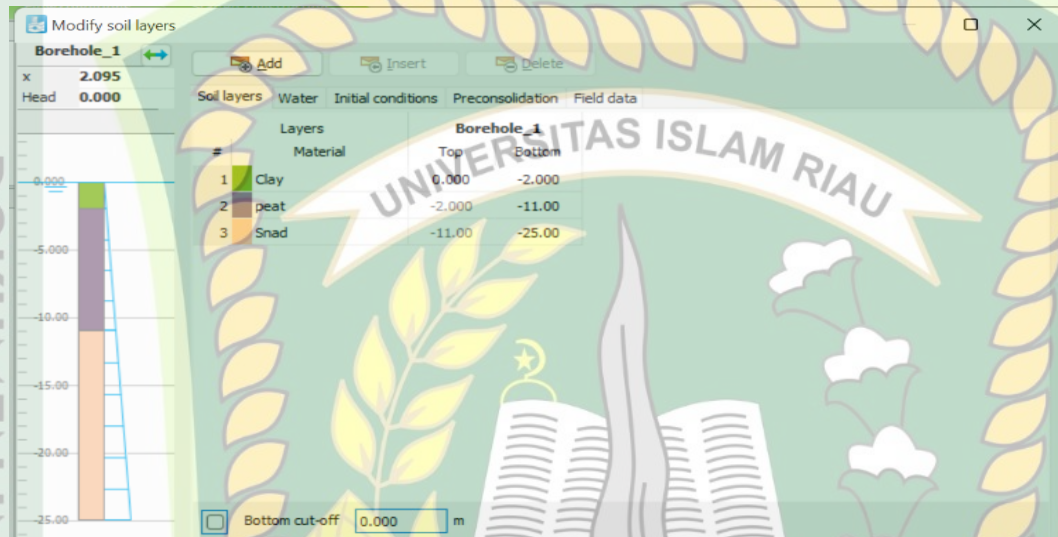 Modify soil layers
Borehole_1
x 2.095
Head 0.000
Add Insert Delete
Soil layers Water Initial conditions Preconsolidation Field data
Layers Borehole_1
# Material Top Bottom
1 Clay 0.000 -2.000
2 peat -2.000 -11.00
3 Snad -11.00 -25.00
UNIVERSITAS ISLAM RIAU
0.000
-5.000
-10.00
-15.00
-20.00
-25.00
Bottom cut-off 0.000 m